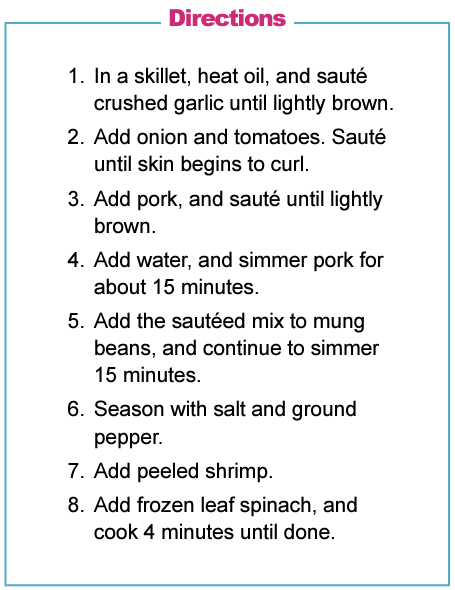 Directions
1. In a skillet, heat oil, and sauté
crushed garlic until lightly brown.
2. Add onion and tomatoes. Sauté
until skin begins to curl.
3. Add pork, and sauté until lightly
brown.
4. Add water, and simmer pork for
about 15 minutes.
5. Add the sautéed mix to mung
beans, and continue to simmer
15 minutes.
6. Season with salt and ground
pepper.
7. Add peeled shrimp.
8. Add frozen leaf spinach, and
cook 4 minutes until done.